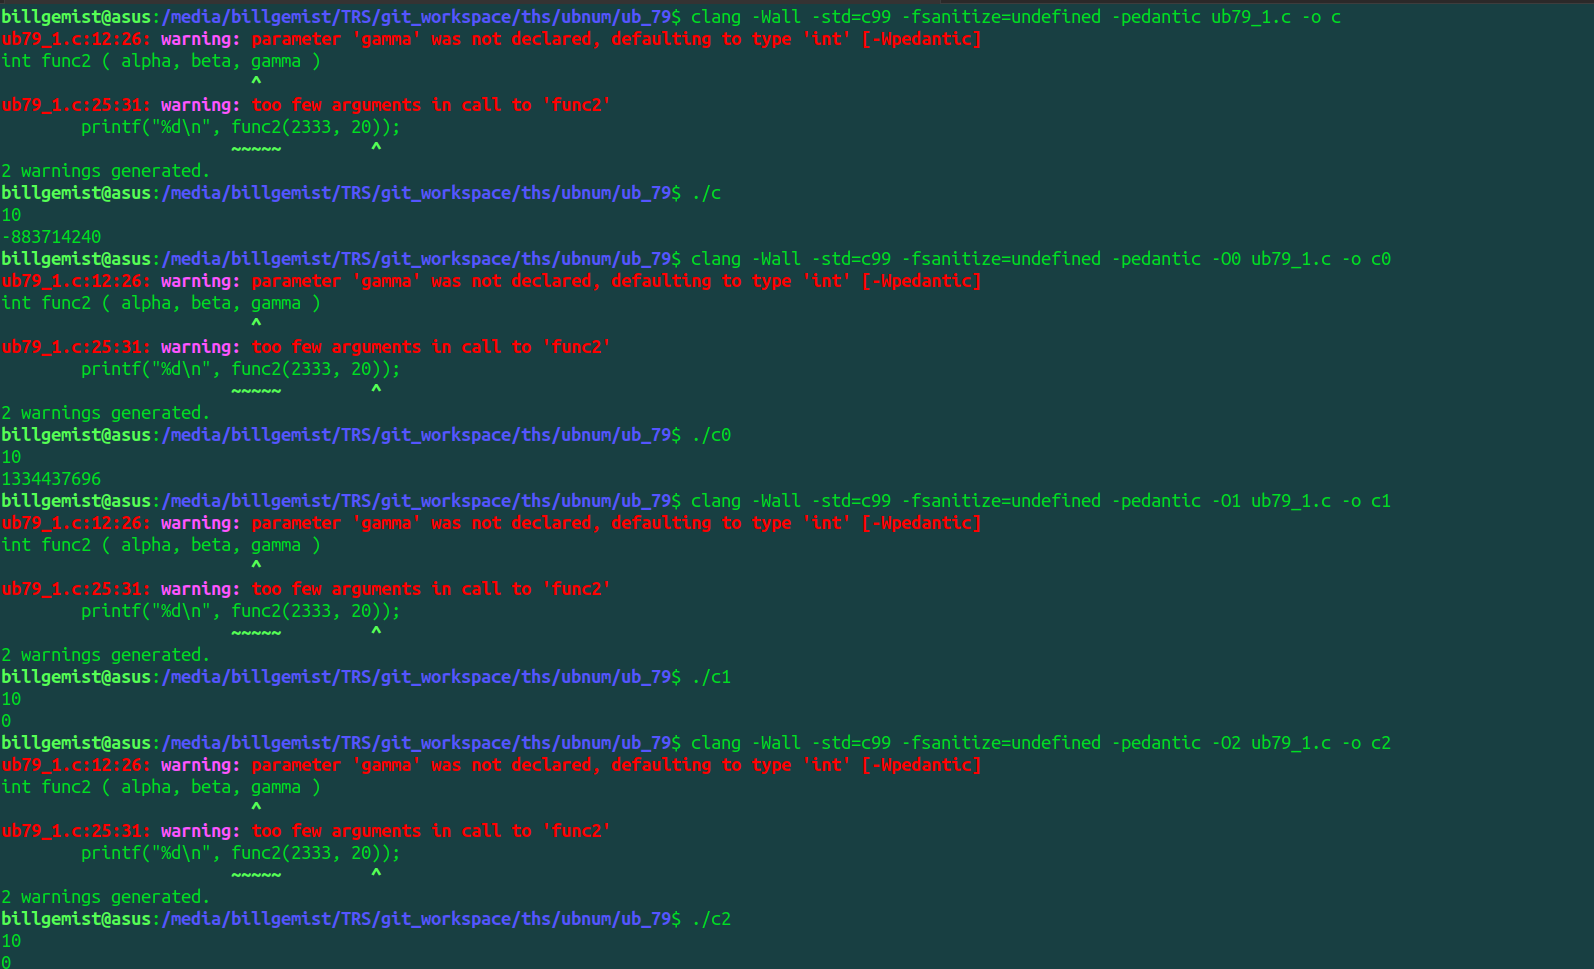 billgemist@asus:/media/billgemist/TRS/git_workspace/ths/ubnum/ub_79$ clang -Wall -std=c99 -fsanitize=undefined -pedantic ub79_1.c -o c
ub79_1.c:12:26: warning: parameter 'gamma' was not declared, defaulting to type 'int' [-Wpedantic]
int func2 ( alpha, beta, gamma )
                         ^
ub79_1.c:25:31: warning: too few arguments in call to 'func2'
        printf("%d\n", func2(2333, 20));
                       ~~~~~         ^
2 warnings generated.
billgemist@asus:/media/billgemist/TRS/git_workspace/ths/ubnum/ub_79$ ./c
10
-883714240
billgemist@asus:/media/billgemist/TRS/git_workspace/ths/ubnum/ub_79$ clang -Wall -std=c99 -fsanitize=undefined -pedantic -O0 ub79_1.c -o c0
ub79_1.c:12:26: warning: parameter 'gamma' was not declared, defaulting to type 'int' [-Wpedantic]
int func2 ( alpha, beta, gamma )
                         ^
ub79_1.c:25:31: warning: too few arguments in call to 'func2'
        printf("%d\n", func2(2333, 20));
                       ~~~~~         ^
2 warnings generated.
billgemist@asus:/media/billgemist/TRS/git_workspace/ths/ubnum/ub_79$ ./c0
10
1334437696
billgemist@asus:/media/billgemist/TRS/git_workspace/ths/ubnum/ub_79$ clang -Wall -std=c99 -fsanitize=undefined -pedantic -O1 ub79_1.c -o c1
ub79_1.c:12:26: warning: parameter 'gamma' was not declared, defaulting to type 'int' [-Wpedantic]
int func2 ( alpha, beta, gamma )
                         ^
ub79_1.c:25:31: warning: too few arguments in call to 'func2'
        printf("%d\n", func2(2333, 20));
                       ~~~~~         ^
2 warnings generated.
billgemist@asus:/media/billgemist/TRS/git_workspace/ths/ubnum/ub_79$ ./c1
10
0
billgemist@asus:/media/billgemist/TRS/git_workspace/ths/ubnum/ub_79$ clang -Wall -std=c99 -fsanitize=undefined -pedantic -O2 ub79_1.c -o c2
ub79_1.c:12:26: warning: parameter 'gamma' was not declared, defaulting to type 'int' [-Wpedantic]
int func2 ( alpha, beta, gamma )
                         ^
ub79_1.c:25:31: warning: too few arguments in call to 'func2'
        printf("%d\n", func2(2333, 20));
                       ~~~~~         ^
2 warnings generated.
billgemist@asus:/media/billgemist/TRS/git_workspace/ths/ubnum/ub_79$ ./c2
10
0